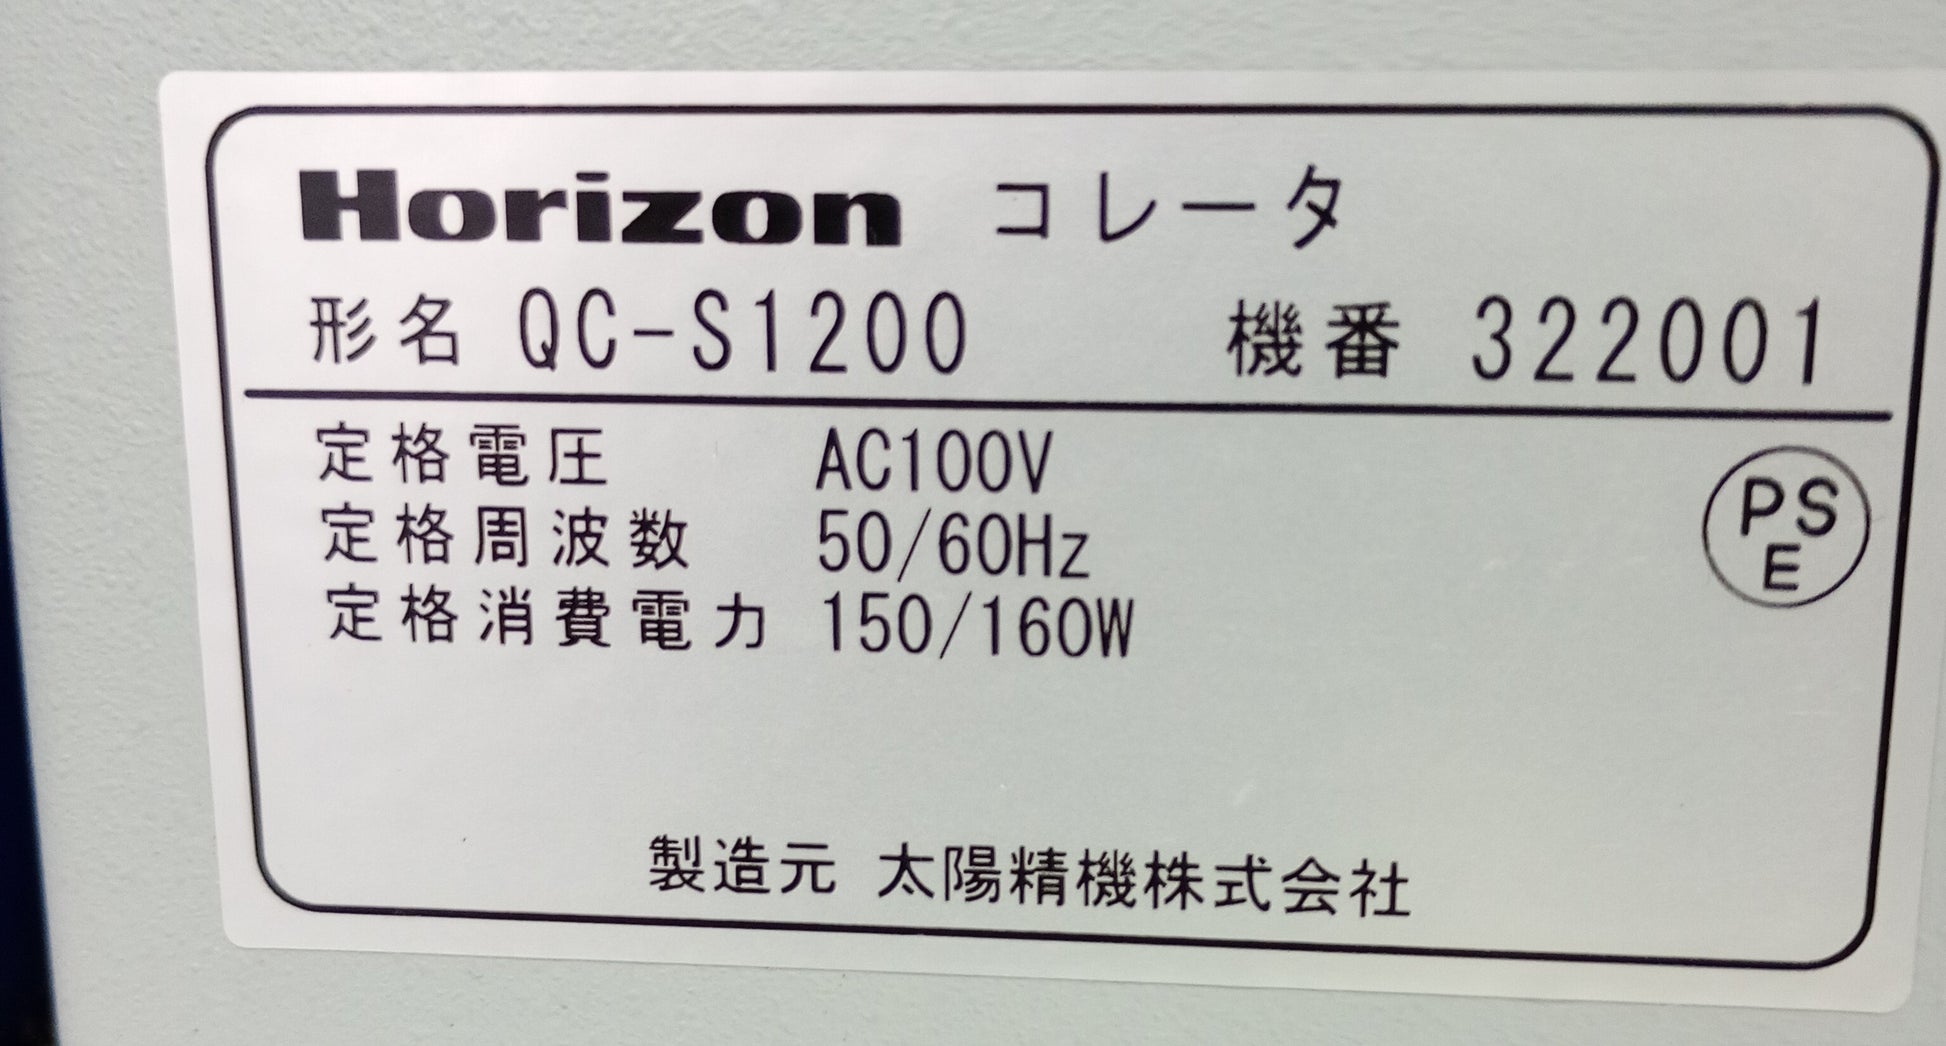 Horizon コレータ
形名 QC-S1200 機番 322001
定格電圧 AC100V
定格周波数 50/60Hz
定格消費電力 150/160W
PS
E
製造元 太陽精機株式会社